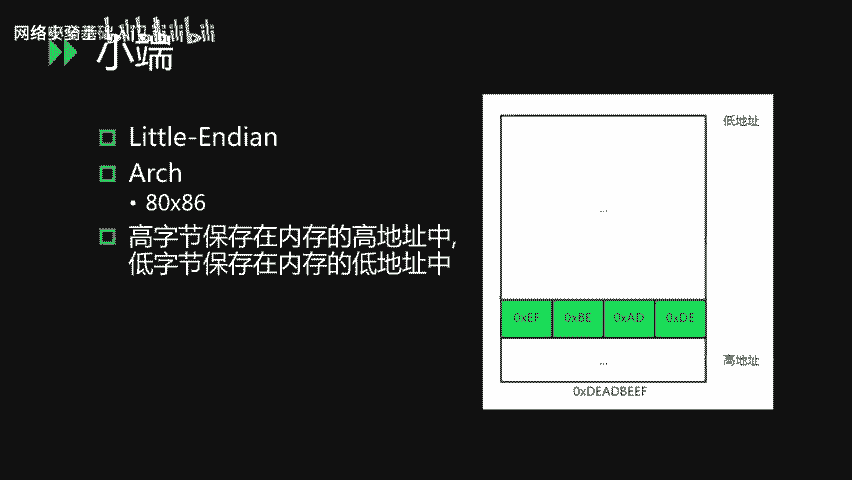 网络安全基础
bilibili
小端
Little-Endian
Arch
• 80x86
高字节保存在内存的高地址中,
低字节保存在内存的低地址中
低地址
...
0xEF 0xBE 0xAD 0xDE
...
高地址
0xDEADBEEF